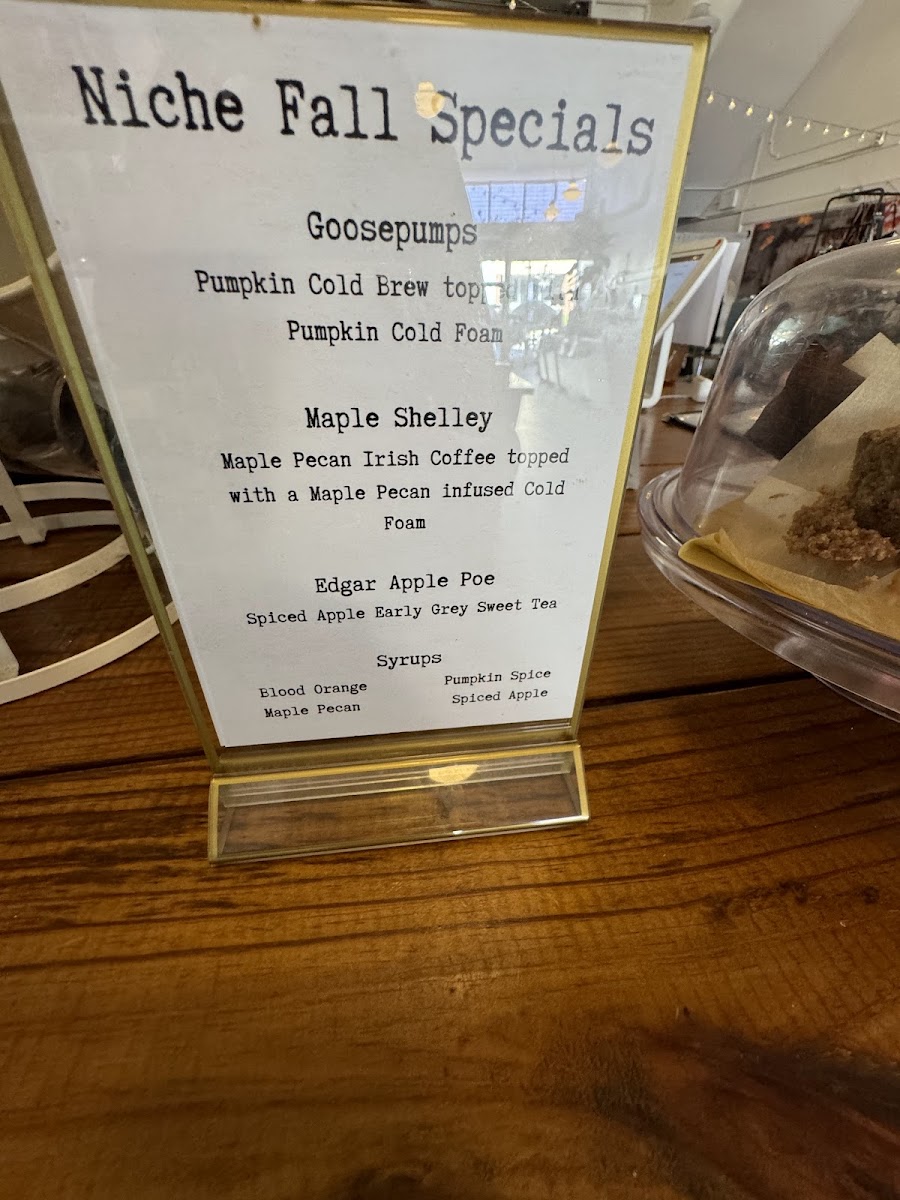 Niche Fall Specials
Goosepumps
Pumpkin Cold Brew topped with
Pumpkin Cold Foam
Maple Shelley
Maple Pecan Irish Coffee topped
with a Maple Pecan infused Cold
Foam
Edgar Apple Poe
Spiced Apple Early Grey Sweet Tea
Syrups
Blood Orange
Maple Pecan
Pumpkin Spice
Spiced Apple